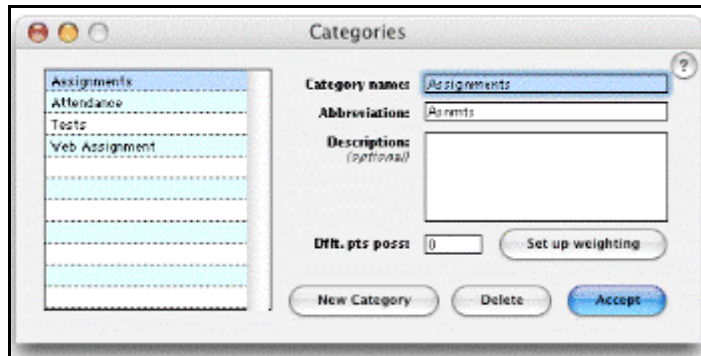 Categories
?
Assignments
Attendance
Tests
Web Assignment
Category name: Assignments
Abbreviation: Asnmts
Description:
(optional)
Dflt. pts poss: 0
Set up weighting
New Category
Delete
Accept